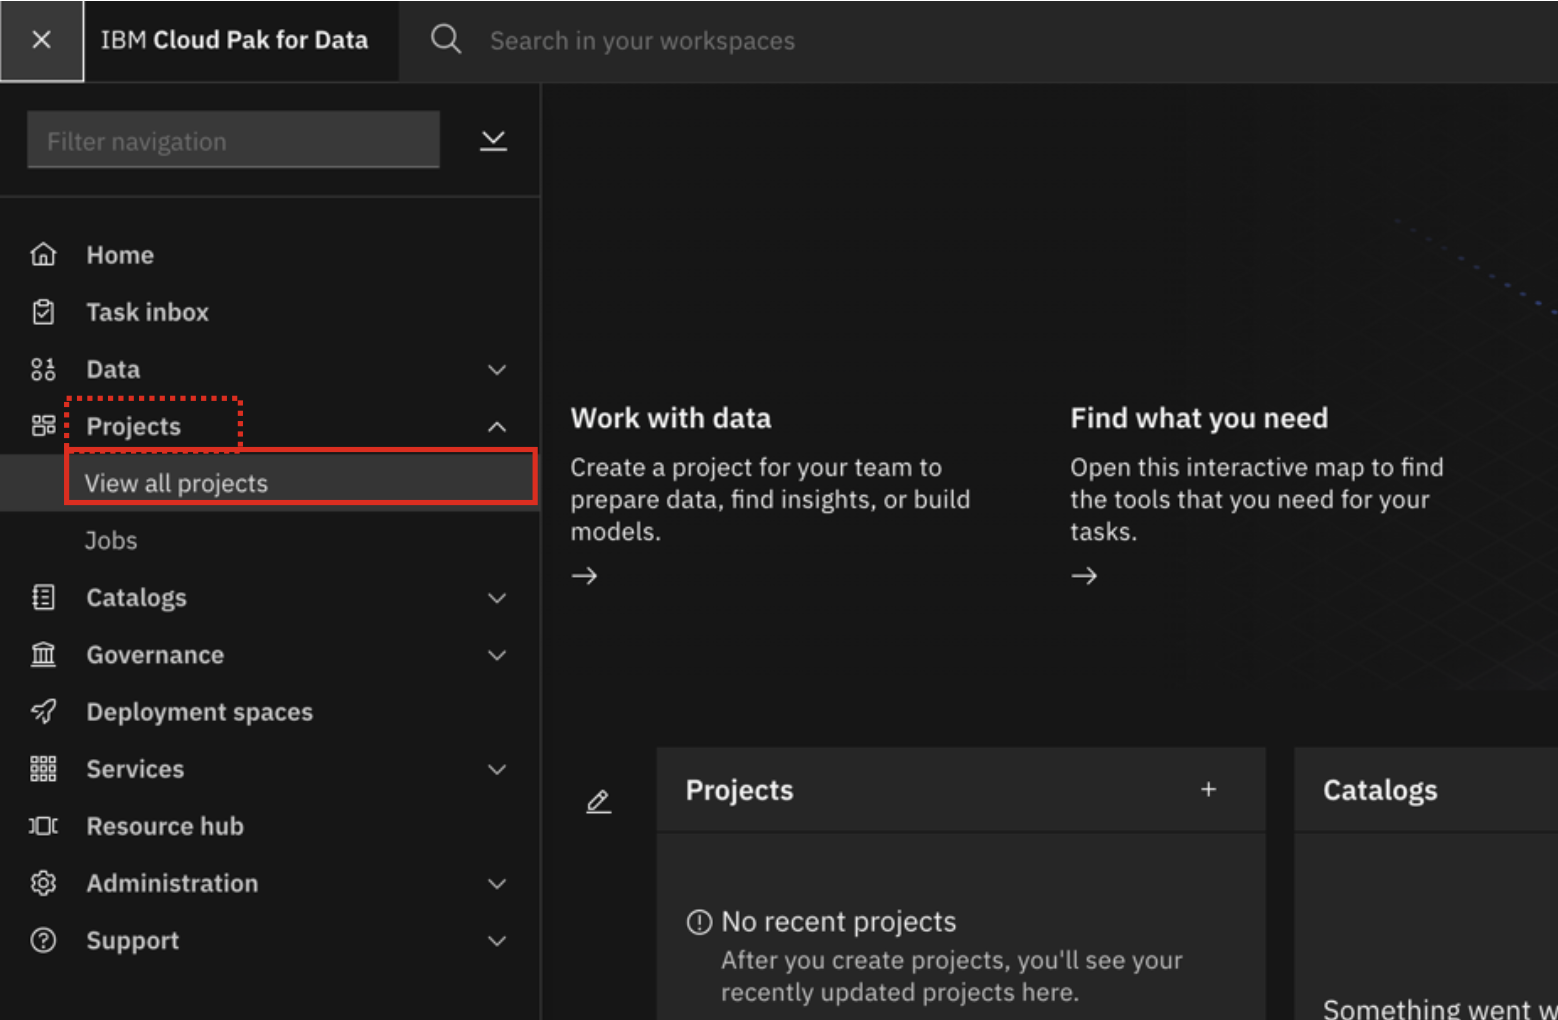 IBM Cloud Pak for Data
Search in your workspaces
Filter navigation
Home
Task inbox
Data
Projects
View all projects
Jobs
Catalogs
Governance
Deployment spaces
Services
Resource hub
Administration
Support
Work with data
Create a project for your team to
prepare data, find insights, or build
models.
Find what you need
Open this interactive map to find
the tools that you need for your
tasks.
Projects
No recent projects
After you create projects, you'll see your
recently updated projects here.
Catalogs
Something went